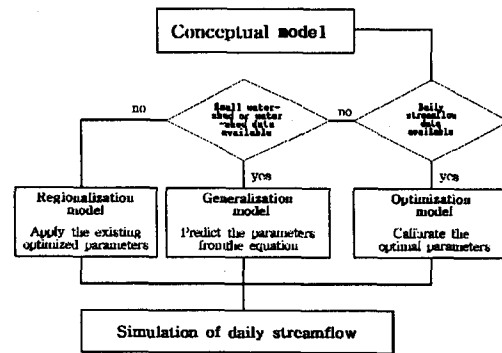 Conceptual model
Small water-
shed or water
-shed data
available
Daily
streamflow
data
available
no
no
yes
yes
Regionalization
model
Apply the existing
optimized parameters
Generalization
model
Predict the parameters
from the equation
Optimization
model
Calibrate the
optimal parameters
Simulation of daily streamflow